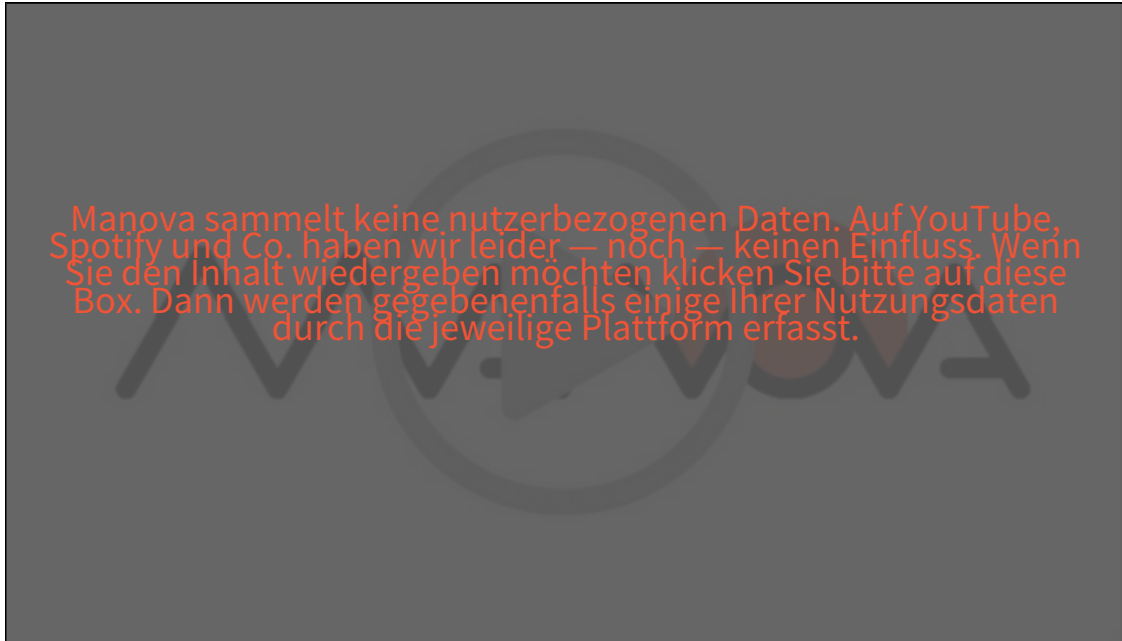 Manova sammelt keine nutzerbezogenen Daten. Auf YouTube,
Spotify und Co. haben wir leider — noch — keinen Einfluss. Wenn
Sie den Inhalt wiedergeben möchten klicken Sie bitte auf diese
Box. Dann werden gegebenenfalls einige Ihrer Nutzungsdaten
durch die jeweilige Plattform erfasst.
MANOVA